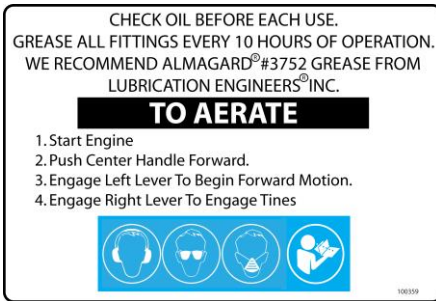 CHECK OIL BEFORE EACH USE.
GREASE ALL FITTINGS EVERY 10 HOURS OF OPERATION.
WE RECOMMEND ALMAGARD® #3752 GREASE FROM
LUBRICATION ENGINEERS® INC.
TO AERATE
1. Start Engine
2. Push Center Handle Forward.
3. Engage Left Lever To Begin Forward Motion.
4. Engage Right Lever To Engage Tines
100359